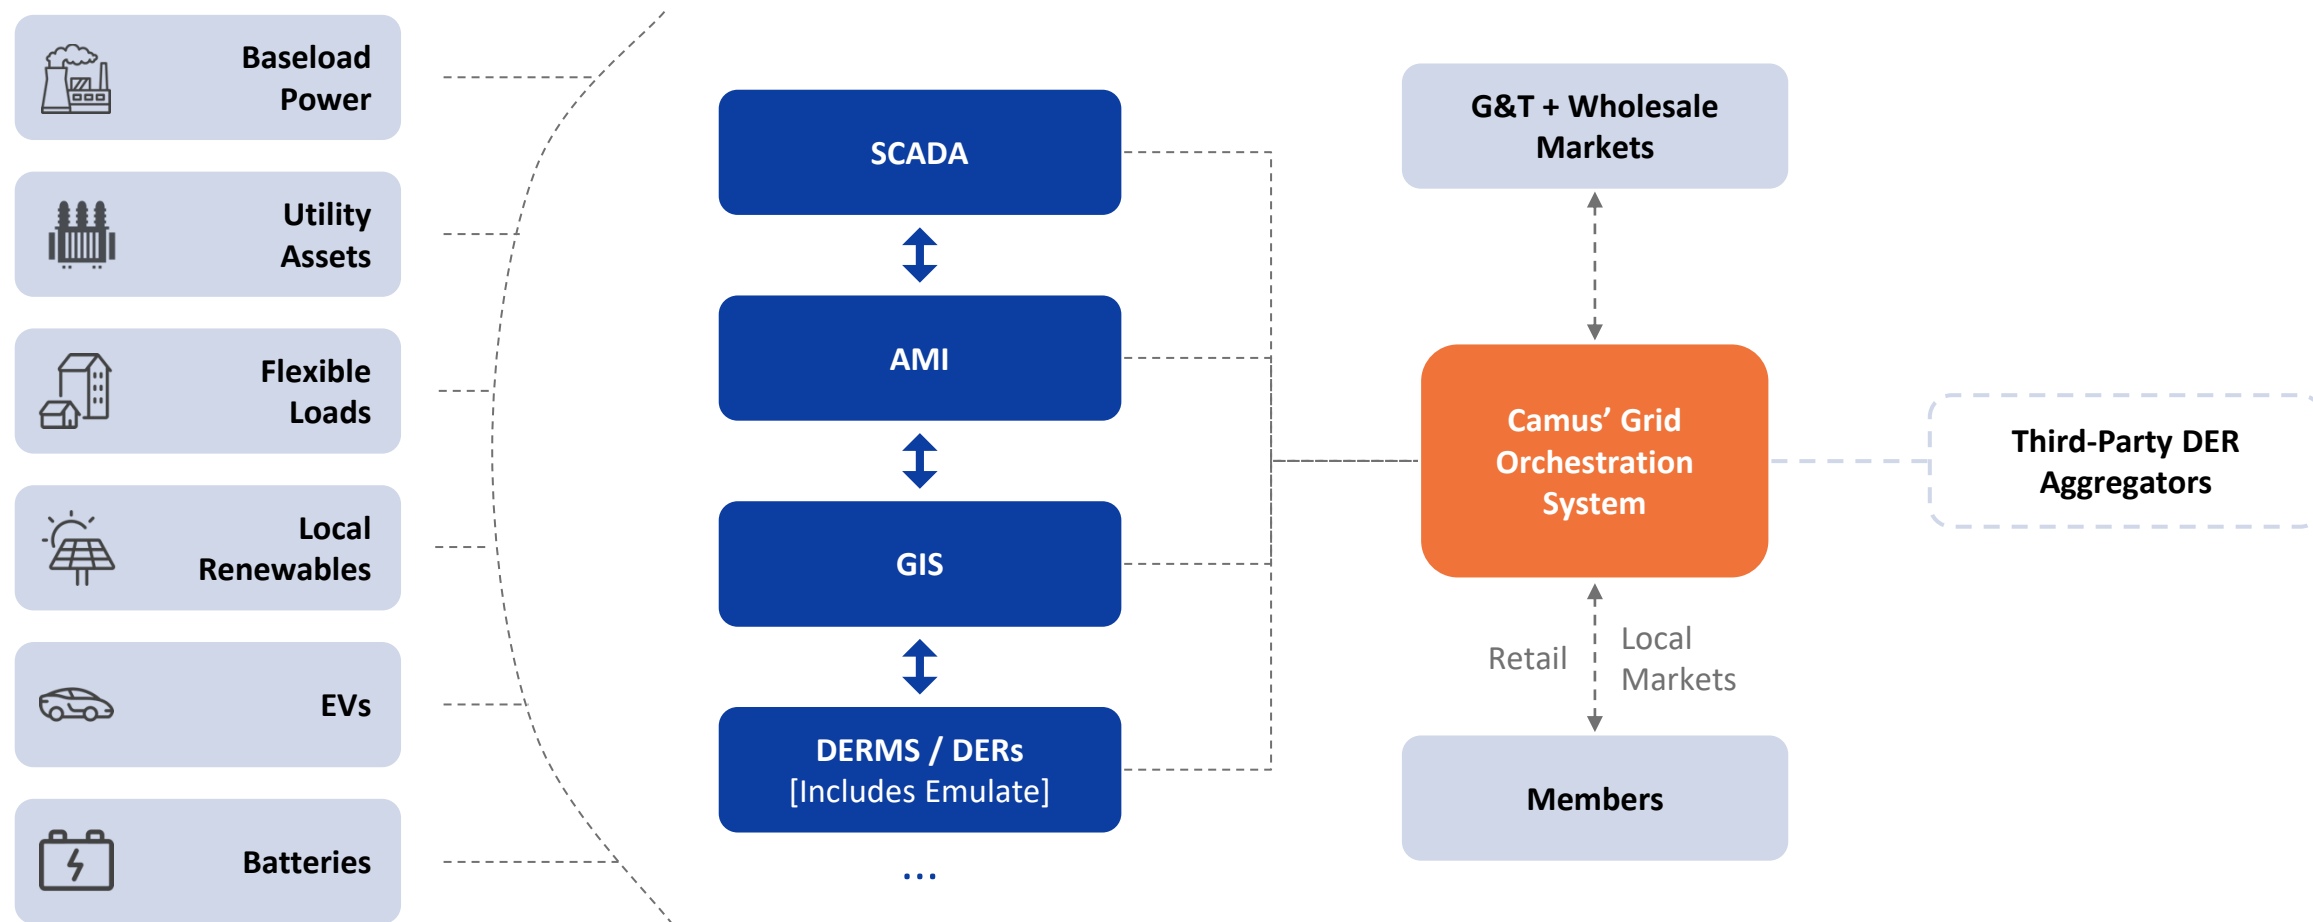 Baseload
Power
Utility
Assets
Flexible
Loads
Local
Renewables
EVs
Batteries
SCADA
AMI
GIS
DERMS / DERs
[Includes Emulate]
...
G&T + Wholesale
Markets
Camus’ Grid
Orchestration
System
Retail
Local
Markets
Members
Third-Party DER
Aggregators